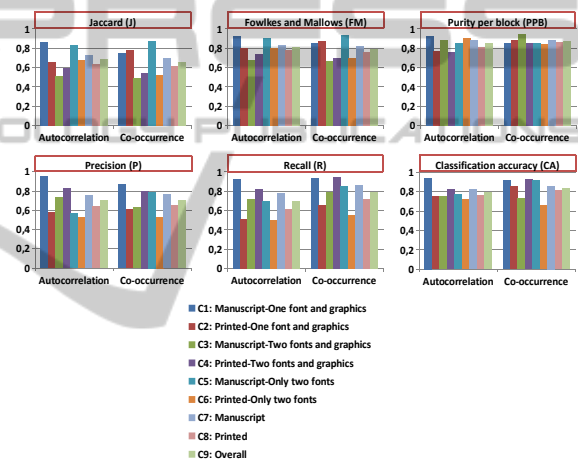 Jaccard (J)
1
0,8
0,6
0,4
0,2
0
Autocorrelation Co-occurrence
Fowlkes and Mallows (FM)
1
0,8
0,6
0,4
0,2
0
Autocorrelation Co-occurrence
Purity per block (PPB)
1
0,8
0,6
0,4
0,2
0
Autocorrelation Co-occurrence
Precision (P)
1
0,8
0,6
0,4
0,2
0
Autocorrelation Co-occurrence
Recall (R)
1
0,8
0,6
0,4
0,2
0
Autocorrelation Co-occurrence
Classification accuracy (CA)
1
0,8
0,6
0,4
0,2
0
Autocorrelation Co-occurrence
C1: Manuscript-One font and graphics
C2: Printed-One font and graphics
C3: Manuscript-Two fonts and graphics
C4: Printed-Two fonts and graphics
C5: Manuscript-Only two fonts
C6: Printed-Only two fonts
C7: Manuscript
C8: Printed
C9: Overall